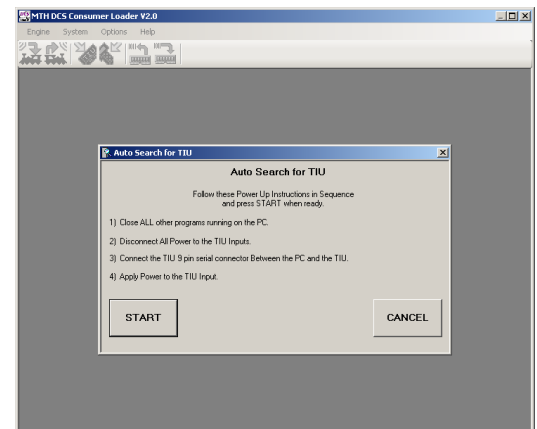 MTH DCS Consumer Loader V2.0
Engine System Options Help
Auto Search for TIU
Auto Search for TIU
Follow these Power Up Instructions in Sequence
and press START when ready.
1) Close ALL other programs running on the PC.
2) Disconnect All Power to the TIU Inputs.
3) Connect the TIU 9 pin serial connector Between the PC and the TIU.
4) Apply Power to the TIU Input.
START CANCEL